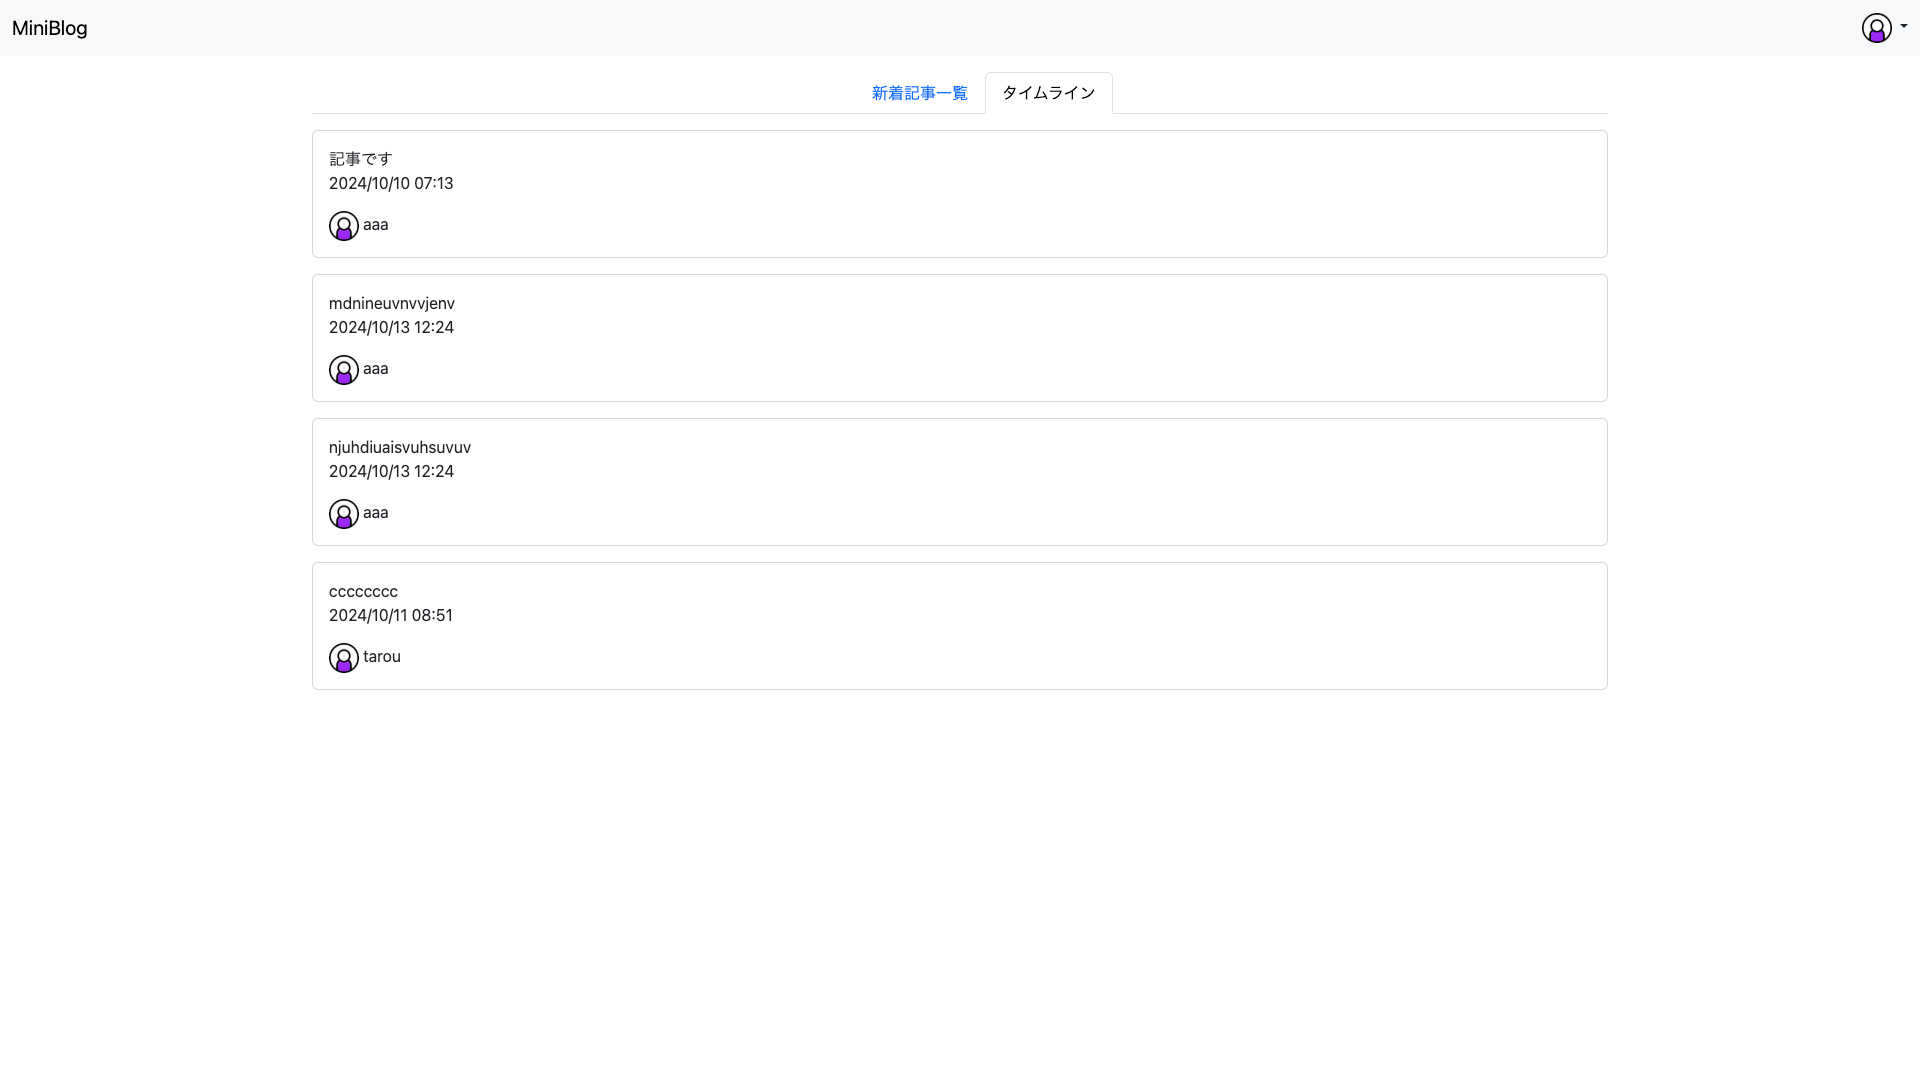 MiniBlog
新着記事一覧
タイムライン
記事です
2024/10/10 07:13
aaa
mdnineuvnvvjenv
2024/10/13 12:24
aaa
njuhdiuaisvuhsuvuv
2024/10/13 12:24
aaa
cccccccc
2024/10/11 08:51
tarou